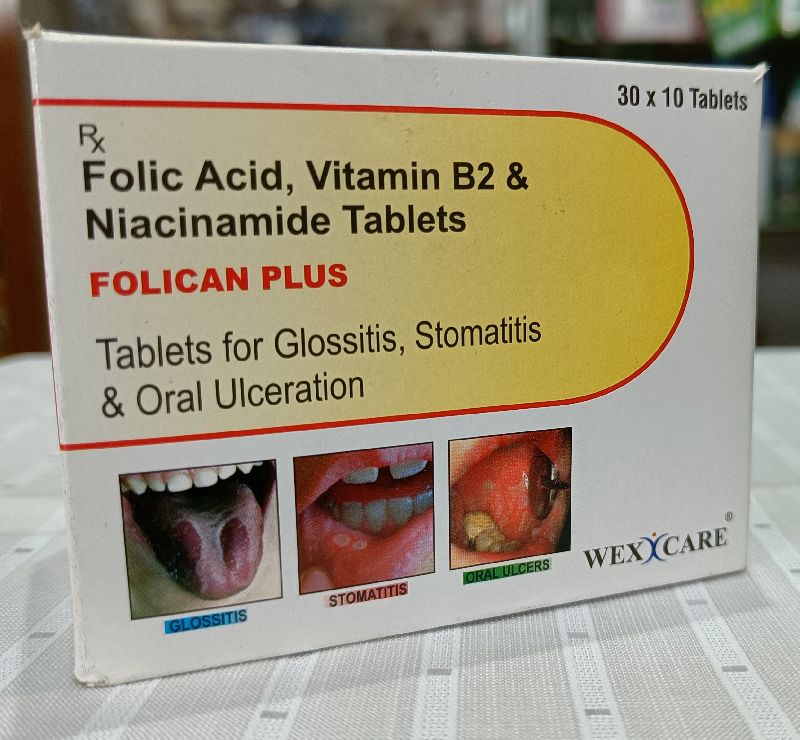 30 x 10 Tablets
Rx
Folic Acid, Vitamin B2 &
Niacinamide Tablets
FOLICAN PLUS
Tablets for Glossitis, Stomatitis
& Oral Ulceration
GLOSSITIS
STOMATITIS
ORAL ULCERS
WEXXCARE®